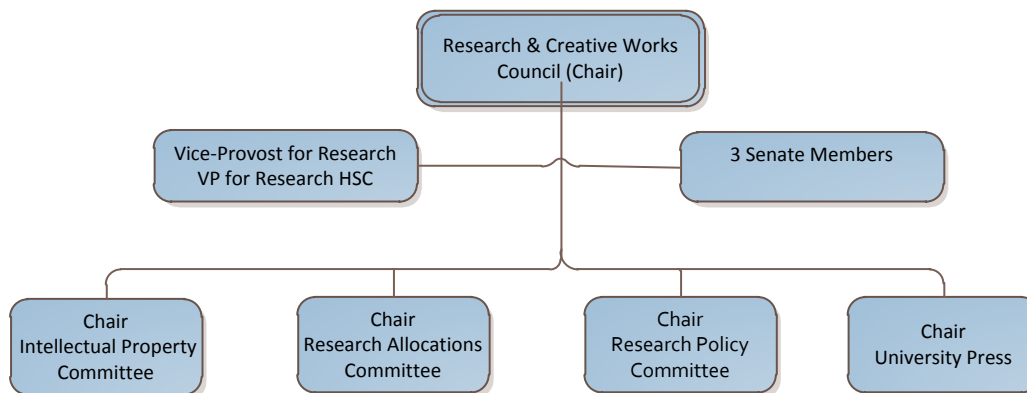 Research & Creative Works
Council (Chair)
Vice-Provost for Research
VP for Research HSC
3 Senate Members
Chair
Intellectual Property
Committee
Chair
Research Allocations
Committee
Chair
Research Policy
Committee
Chair
University Press